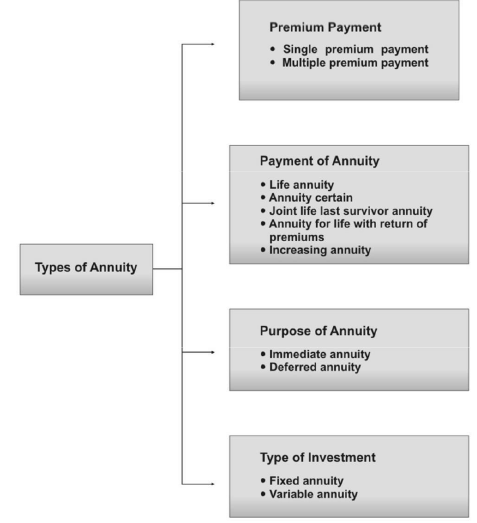 Premium Payment
• Single premium payment
• Multiple premium payment
Payment of Annuity
• Life annuity
• Annuity certain
• Joint life last survivor annuity
• Annuity for life with return of
premiums
• Increasing annuity
Types of Annuity
Purpose of Annuity
• Immediate annuity
• Deferred annuity
Type of Investment
• Fixed annuity
• Variable annuity